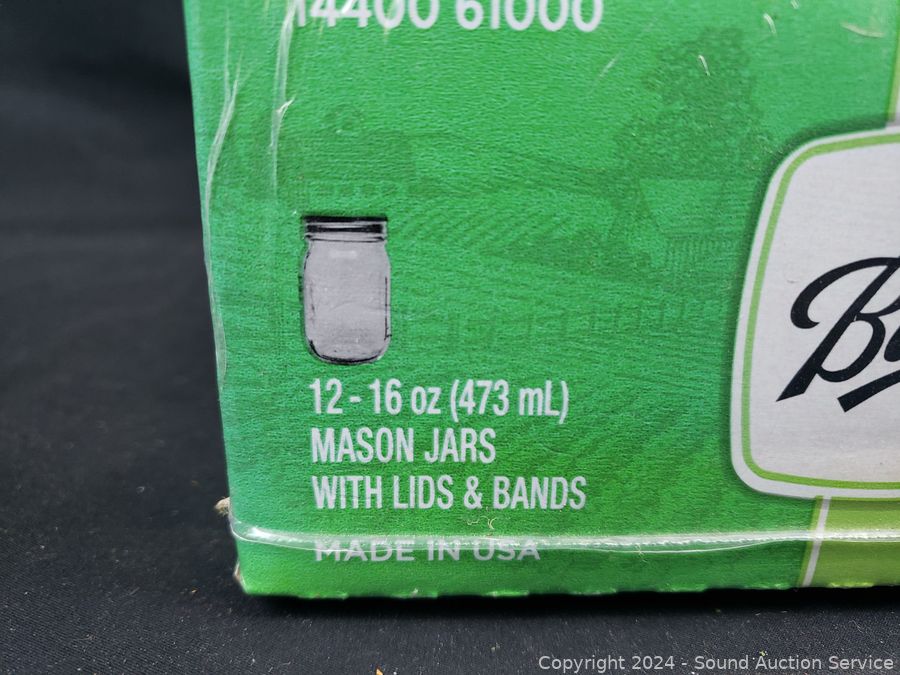 14400 61000
12 - 16 oz (473 mL)
MASON JARS
WITH LIDS & BANDS
MADE IN USA
Copyright 2024 - Sound Auction Service